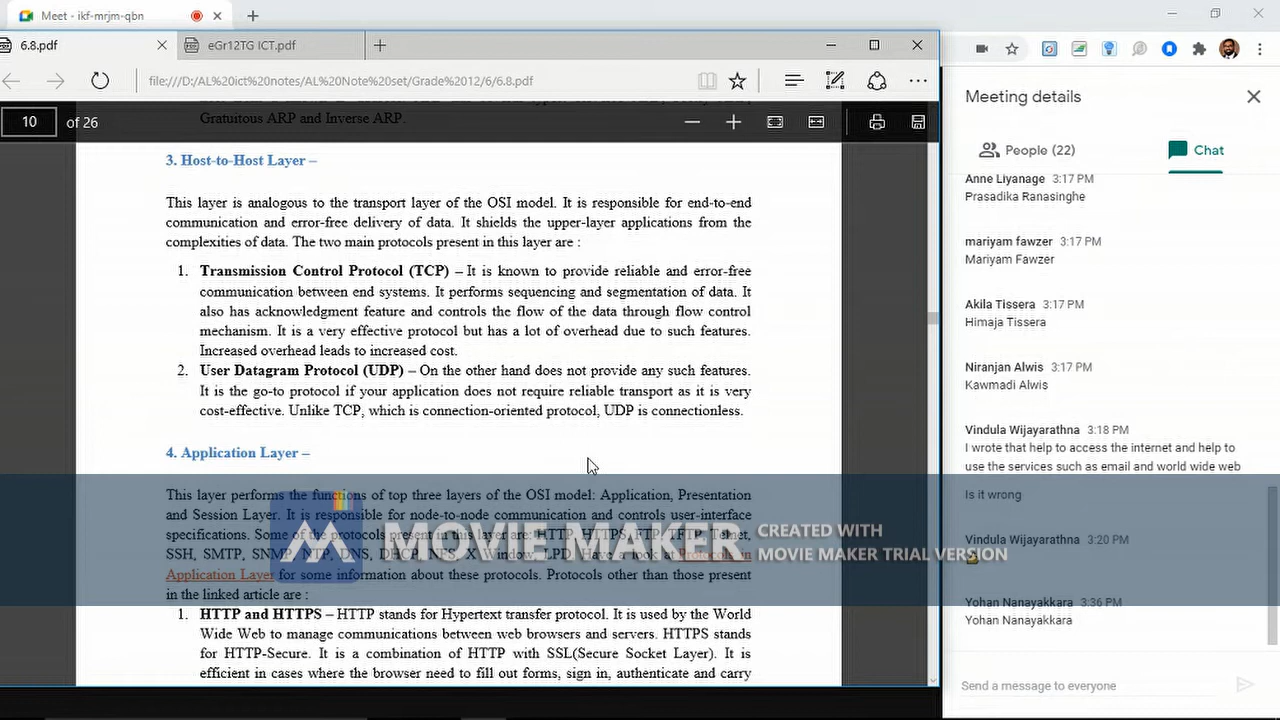 Meet - ikf-mrjm-qbn
6.8.pdf
eGr12TG ICT.pdf
file:///D:/AL%20ict%20notes/AL%20Note%20set/Grade%2012/6/6.8.pdf
10 of 26
Gratuitous ARP and Inverse ARP.
3. Host-to-Host Layer –
This layer is analogous to the transport layer of the OSI model. It is responsible for end-to-end
communication and error-free delivery of data. It shields the upper-layer applications from the
complexities of data. The two main protocols present in this layer are :
1. Transmission Control Protocol (TCP) – It is known to provide reliable and error-free
communication between end systems. It performs sequencing and segmentation of data. It
also has acknowledgment feature and controls the flow of the data through flow control
mechanism. It is a very effective protocol but has a lot of overhead due to such features.
Increased overhead leads to increased cost.
2. User Datagram Protocol (UDP) – On the other hand does not provide any such features.
It is the go-to protocol if your application does not require reliable transport as it is very
cost-effective. Unlike TCP, which is connection-oriented protocol, UDP is connectionless.
4. Application Layer –
This layer performs the functions of top three layers of the OSI model: Application, Presentation
and Session Layer. It is responsible for node-to-node communication and controls user-interface
specifications. Some of the protocols present in this layer are: HTTP, HTTPS, FTP, TFTP, Telnet,
SSH, SMTP, SNMP, NTP, DNS, DHCP, NFS, X Window, LPD. Have a look at Protocols in
Application Layer for some information about these protocols. Protocols other than those present
in the linked article are :
1. HTTP and HTTPS – HTTP stands for Hypertext transfer protocol. It is used by the World
Wide Web to manage communications between web browsers and servers. HTTPS stands
for HTTP-Secure. It is a combination of HTTP with SSL(Secure Socket Layer). It is
efficient in cases where the browser need to fill out forms, sign in, authenticate and carry
MOVIE MAKER
CREATED WITH
MOVIE MAKER TRIAL VERSION
Meeting details
People (22)
Chat
Anne Liyanage 3:17 PM
Prasadika Ranasinghe
mariyam fawzer 3:17 PM
Mariyam Fawzer
Akila Tissera 3:17 PM
Himaja Tissera
Niranjan Alwis 3:17 PM
Kawmadi Alwis
Vindula Wijayarathna 3:18 PM
I wrote that help to access the internet and help to
use the services such as email and world wide web
Is it wrong
Vindula Wijayarathna 3:20 PM
Yohan Nanayakkara 3:36 PM
Yohan Nanayakkara
Send a message to everyone